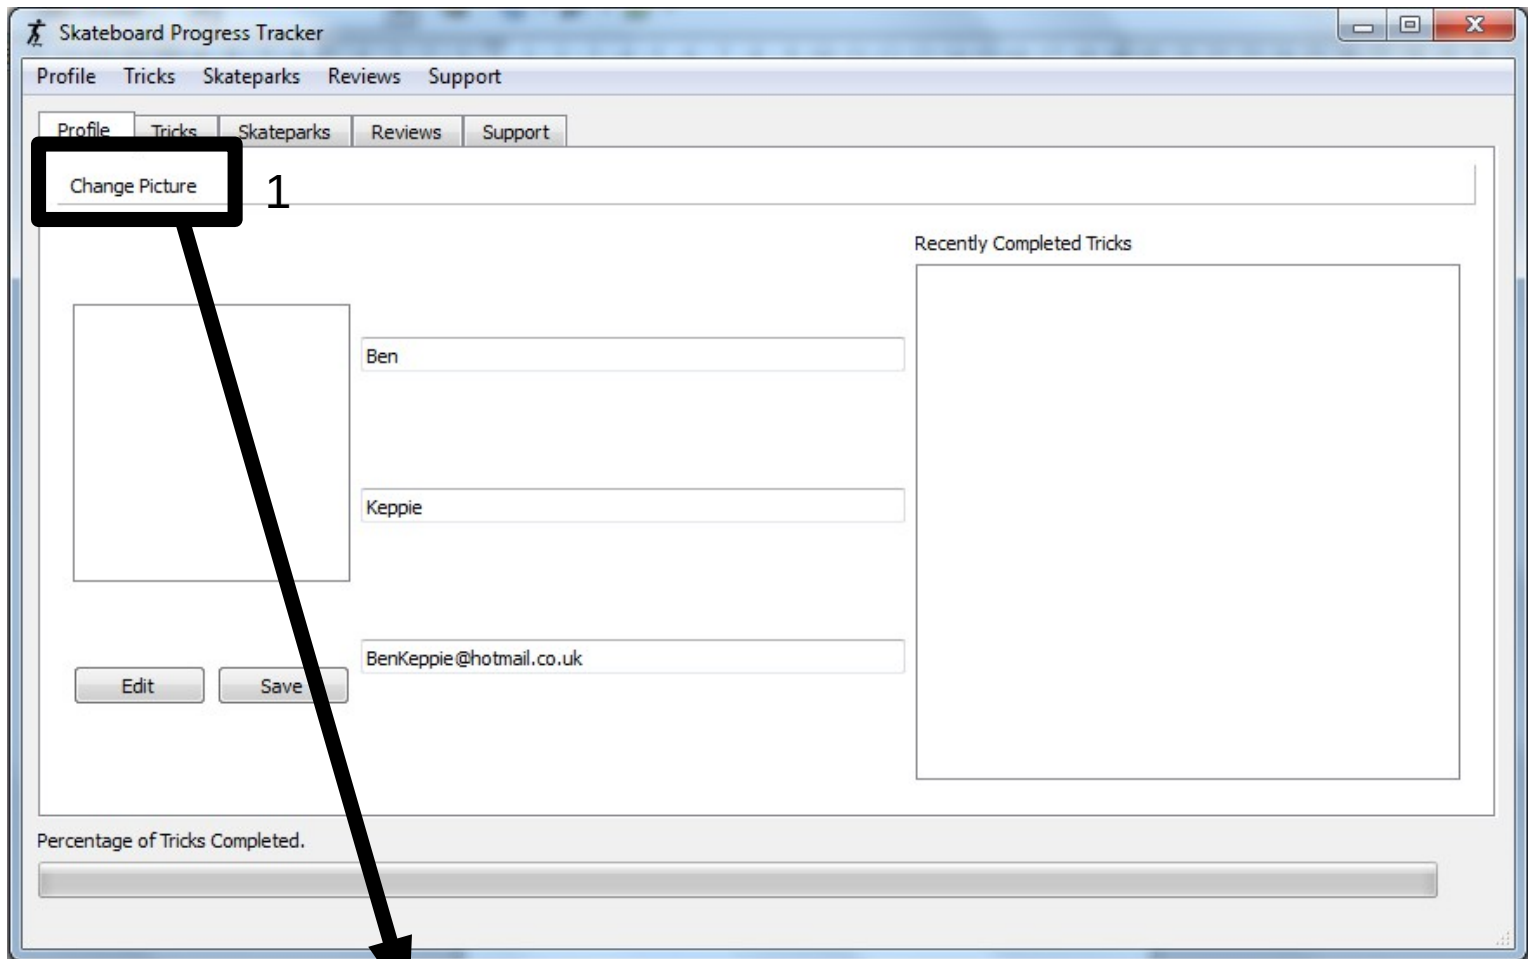 Skateboard Progress Tracker
Profile Tricks Skateparks Reviews Support
Profile Tricks Skateparks Reviews Support
Change Picture 1
Recently Completed Tricks
Ben
Keppie
BenKeppie@hotmail.co.uk
Edit Save
Percentage of Tricks Completed.